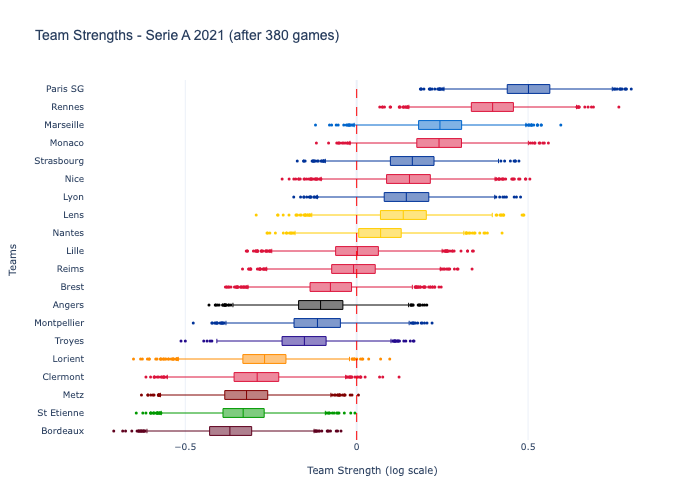 Team Strengths - Serie A 2021 (after 380 games)
Paris SG
Rennes
Marseille
Monaco
Strasbourg
Nice
Lyon
Lens
Nantes
Lille
Reims
Brest
Angers
Montpellier
Troyes
Lorient
Clermont
Metz
St Etienne
Bordeaux
Teams
−0.5
0
0.5
Team Strength (log scale)